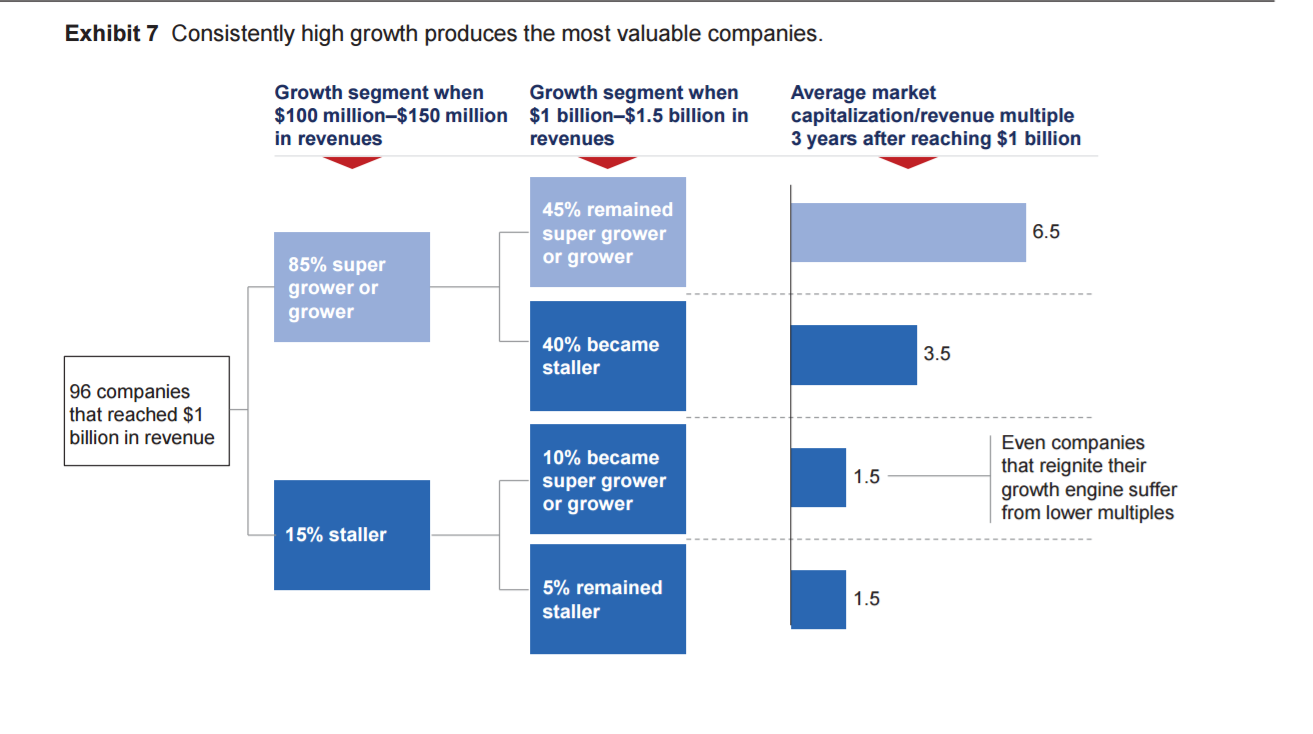 Exhibit 7 Consistently high growth produces the most valuable companies.
Growth segment when
$100 million–$150 million
in revenues
Growth segment when
$1 billion–$1.5 billion in
revenues
Average market
capitalization/revenue multiple
3 years after reaching $1 billion
96 companies
that reached $1
billion in revenue
85% super
grower or
grower
15% staller
45% remained
super grower
or grower
40% became
staller
10% became
super grower
or grower
5% remained
staller
6.5
3.5
1.5
Even companies
that reignite their
growth engine suffer
from lower multiples
1.5